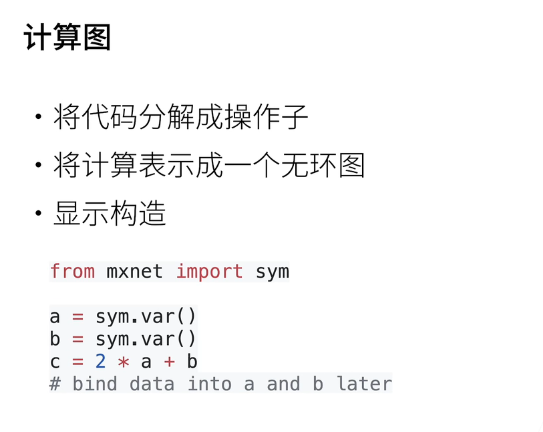 计算图
• 将代码分解成操作子
• 将计算表示成一个无环图
• 显示构造
from mxnet import sym
a = sym.var()
b = sym.var()
c = 2 * a + b
# bind data into a and b later